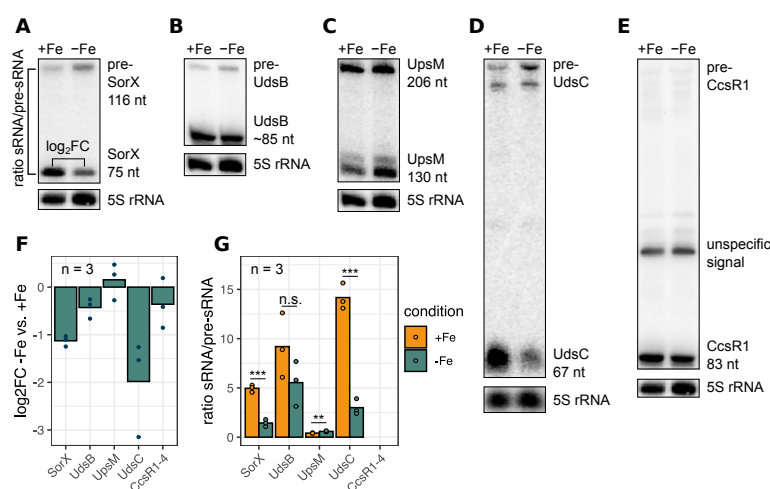 A
+Fe −Fe
pre-
SorX
116 nt
ratio sRNA/pre-sRNA
log2FC
SorX
75 nt
5S rRNA
B
+Fe −Fe
pre-
UdsB
UdsB
~85 nt
5S rRNA
C
+Fe −Fe
UpsM
206 nt
UpsM
130 nt
5S rRNA
D
+Fe −Fe
pre-
UdsC
UdsC
67 nt
5S rRNA
E
+Fe −Fe
pre-
CcsR1
unspecific
signal
CcsR1
83 nt
5S rRNA
F
n = 3
log2FC -Fe vs. +Fe
0
-1
-2
-3
SorX
UdsB
UpsM
UdsC
CcsR1-4
G
n = 3
ratio sRNA/pre-sRNA
15
10
5
0
***
n.s.
**
***
SorX
UdsB
UpsM
UdsC
CcsR1-4
condition
+Fe
-Fe